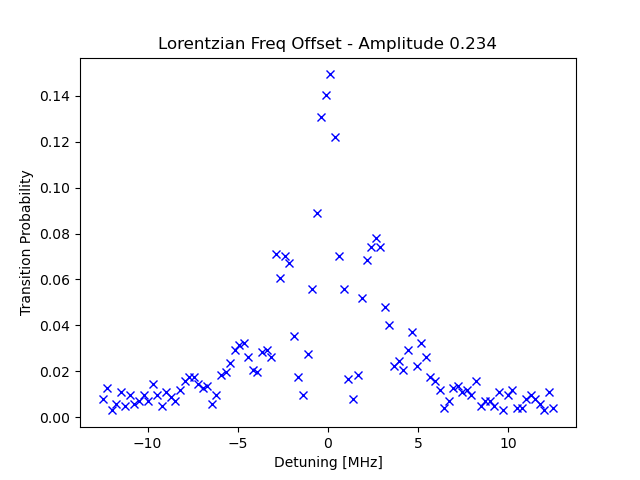 Lorentzian Freq Offset - Amplitude 0.234
Transition Probability
0.14
0.12
0.10
0.08
0.06
0.04
0.02
0.00
−10 −5 0 5 10
Detuning [MHz]